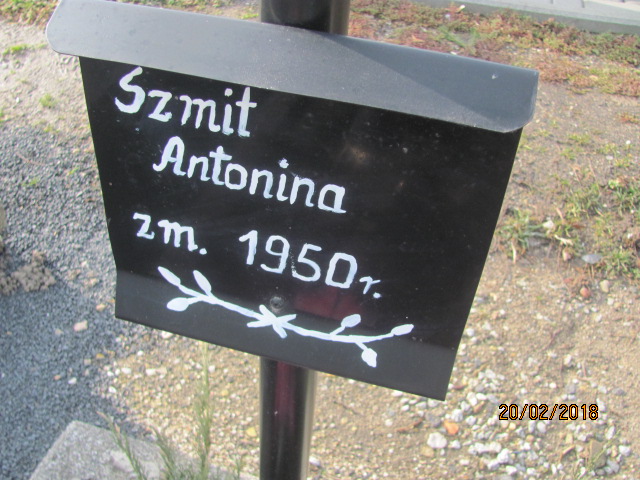 Szmit
Antonina
zm. 1950r.
20/02/2018